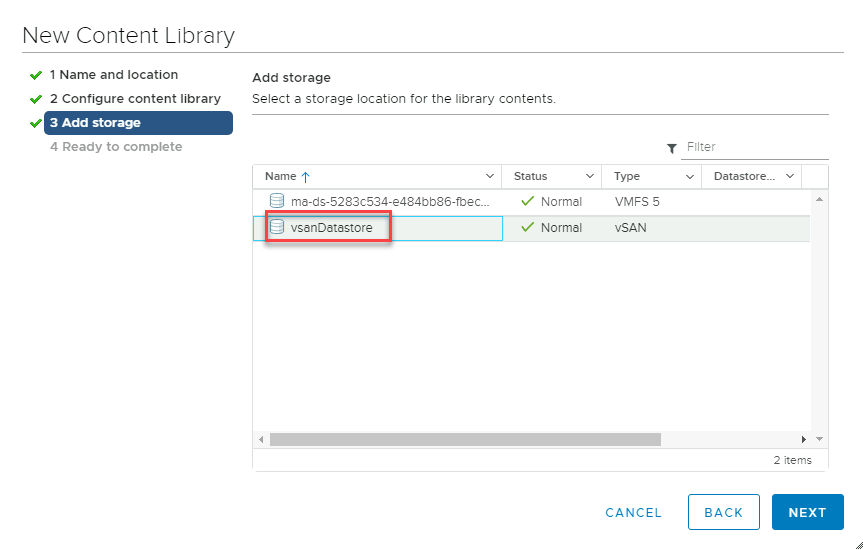 New Content Library
1 Name and location
2 Configure content library
3 Add storage
4 Ready to complete
Add storage
Select a storage location for the library contents.
Filter
Name Status Type Datastore...
ma-ds-5283c534-e484bb86-fbec... Normal VMFS 5
vsanDatastore Normal vSAN
2 items
CANCEL BACK NEXT